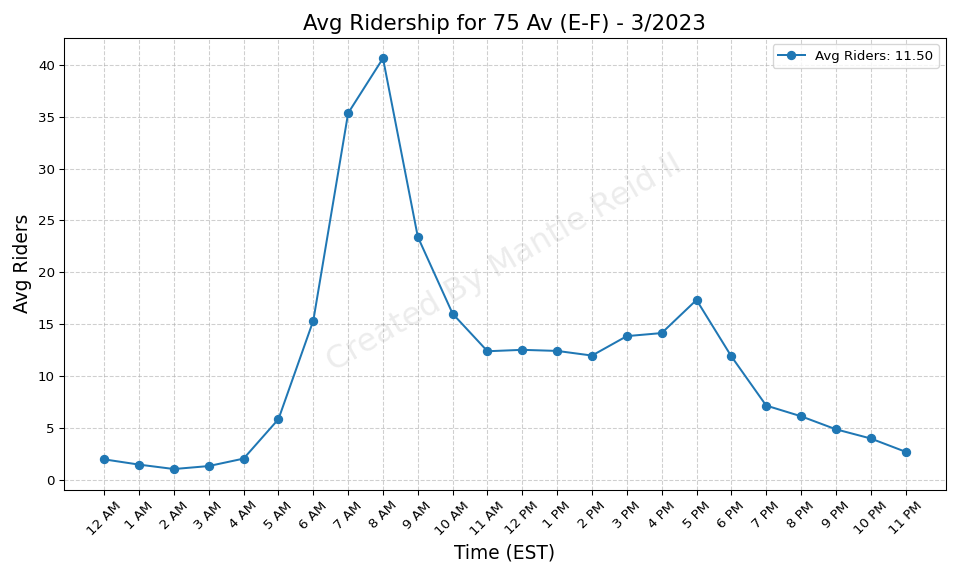 Avg Ridership for 75 Av (E-F) - 3/2023
Avg Riders: 11.50
Avg Riders
40
35
30
25
20
15
10
5
0
Created By Mantle Reid II
12 AM
1 AM
2 AM
3 AM
4 AM
5 AM
6 AM
7 AM
8 AM
9 AM
10 AM
11 AM
12 PM
1 PM
2 PM
3 PM
4 PM
5 PM
6 PM
7 PM
8 PM
9 PM
10 PM
11 PM
Time (EST)